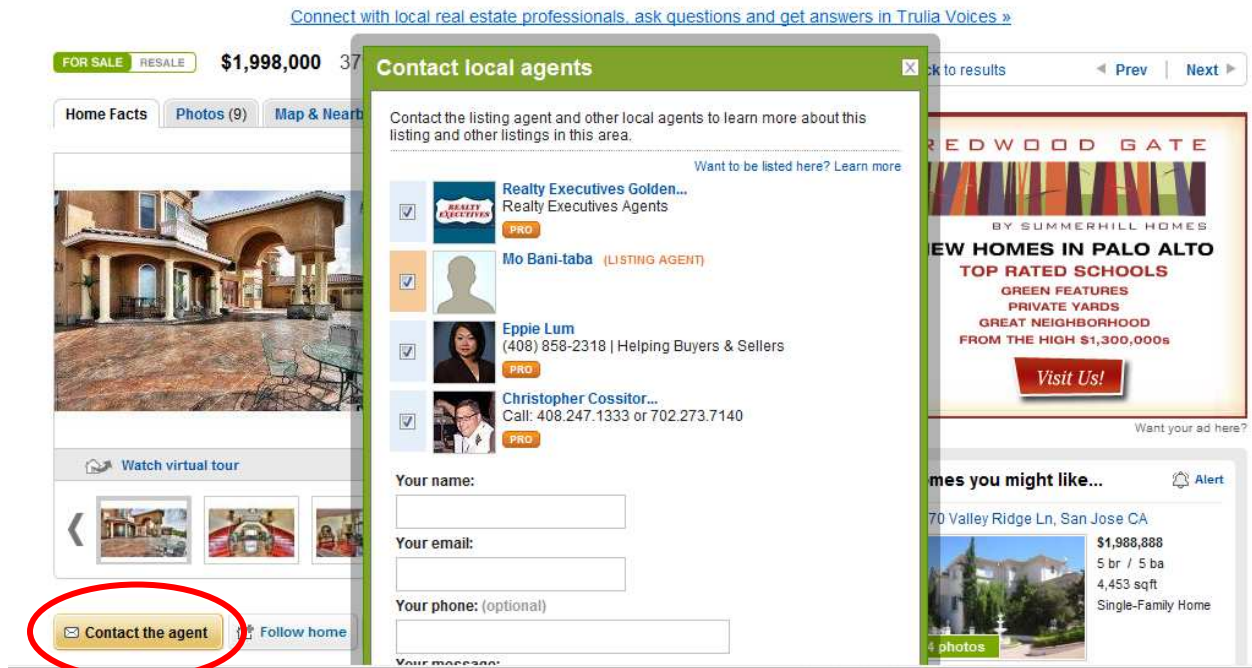 Connect with local real estate professionals, ask questions and get answers in Trulia Voices »
FOR SALE RESALE $1,998,000 37
Home Facts Photos (9) Map & Nearb
Watch virtual tour
Contact the agent Follow home
Contact local agents
Contact the listing agent and other local agents to learn more about this
listing and other listings in this area.
Want to be listed here? Learn more
REALTY
EXECUTIVES
Realty Executives Golden...
Realty Executives Agents
PRO
Mo Bani-taba (LISTING AGENT)
Eppie Lum
(408) 858-2318 | Helping Buyers & Sellers
PRO
Christopher Cossitor...
Call: 408.247.1333 or 702.273.7140
PRO
Your name:
Your email:
Your phone: (optional)
Your message:
ck to results Prev | Next
REDWOOD GATE
BY SUMMERHILL HOMES
EW HOMES IN PALO ALTO
TOP RATED SCHOOLS
GREEN FEATURES
PRIVATE YARDS
GREAT NEIGHBORHOOD
FROM THE HIGH $1,300,000s
Visit Us!
Want your ad here?
mes you might like... Alert
70 Valley Ridge Ln, San Jose CA
$1,988,888
5 br / 5 ba
4,453 sqft
Single-Family Home
4 photos